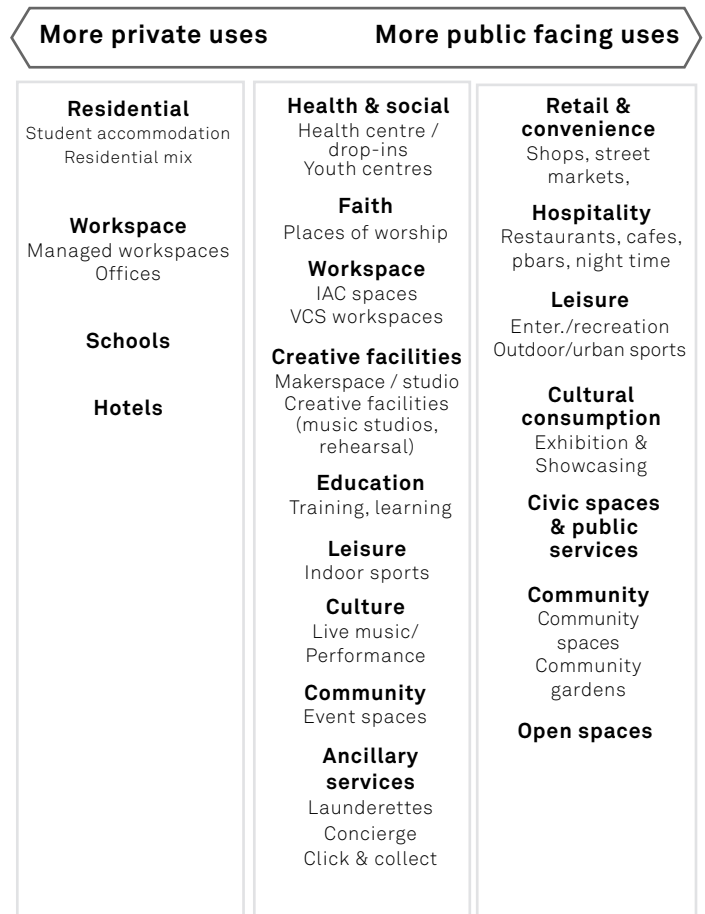 More private uses
More public facing uses
Residential
Student accommodation
Residential mix
Workspace
Managed workspaces
Offices
Schools
Hotels
Health & social
Health centre /
drop-ins
Youth centres
Faith
Places of worship
Workspace
IAC spaces
VCS workspaces
Creative facilities
Makerspace / studio
Creative facilities
(music studios,
rehearsal)
Education
Training, learning
Leisure
Indoor sports
Culture
Live music/
Performance
Community
Event spaces
Ancillary
services
Launderettes
Concierge
Click & collect
Retail &
convenience
Shops, street
markets,
Hospitality
Restaurants, cafes,
pbars, night time
Leisure
Enter./recreation
Outdoor/urban sports
Cultural
consumption
Exhibition &
Showcasing
Civic spaces
& public
services
Community
Community
spaces
Community
gardens
Open spaces